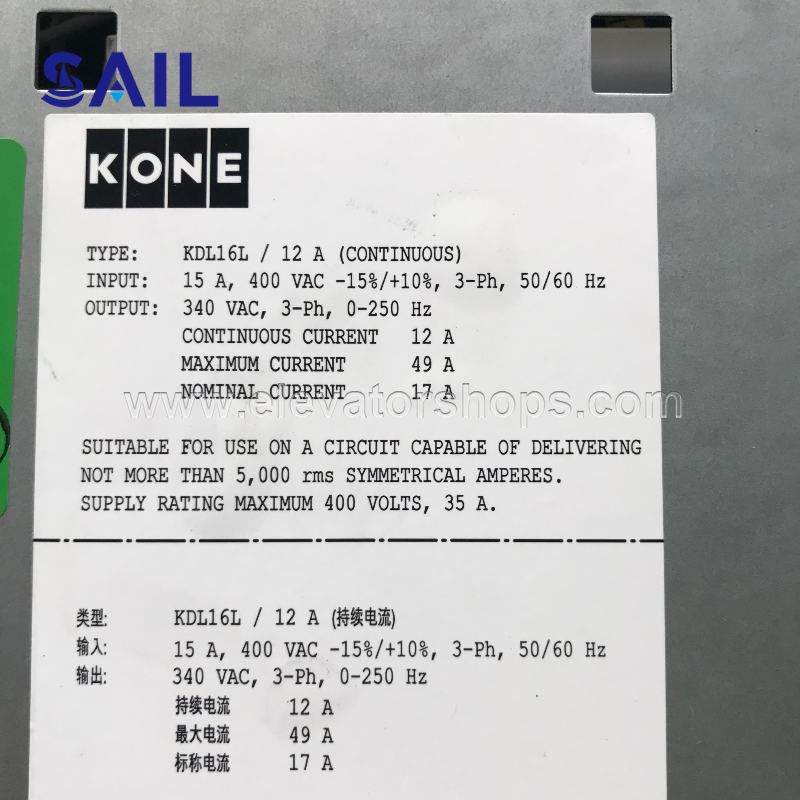 SAIL
KONE
TYPE: KDL16L / 12 A (CONTINUOUS)
INPUT: 15 A, 400 VAC -15%/+10%, 3-Ph, 50/60 Hz
OUTPUT: 340 VAC, 3-Ph, 0-250 Hz
CONTINUOUS CURRENT 12 A
MAXIMUM CURRENT 49 A
NOMINAL CURRENT 17 A
www.elevatorshops.com
SUITABLE FOR USE ON A CIRCUIT CAPABLE OF DELIVERING
NOT MORE THAN 5,000 rms SYMMETRICAL AMPERES.
SUPPLY RATING MAXIMUM 400 VOLTS, 35 A.
类型: KDL16L / 12 A (持续电流)
输入: 15 A, 400 VAC -15%/+10%, 3-Ph, 50/60 Hz
输出: 340 VAC, 3-Ph, 0-250 Hz
持续电流 12 A
最大电流 49 A
标称电流 17 A